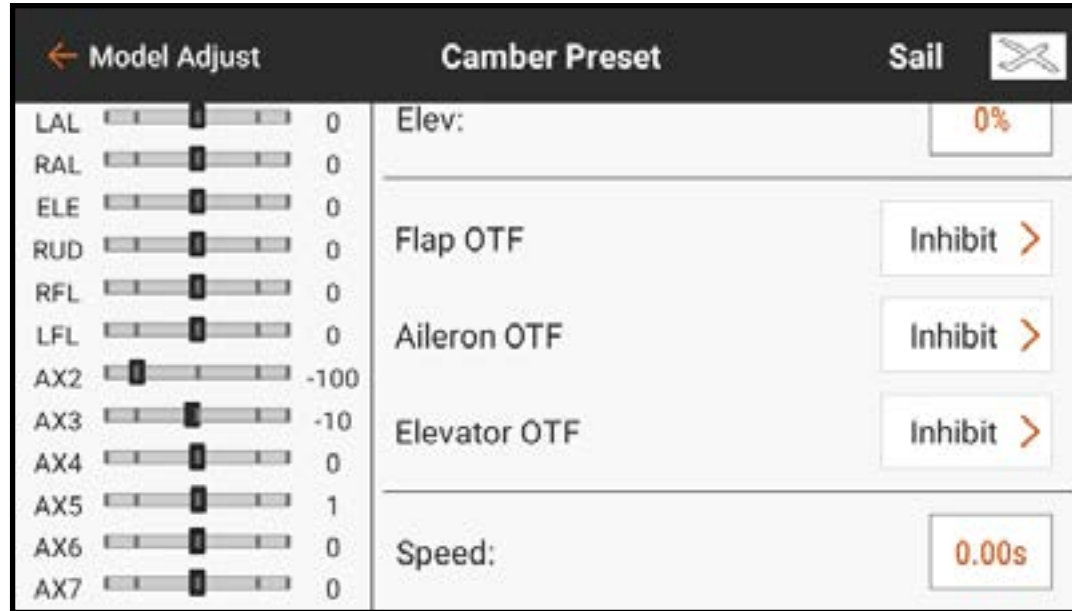 ← Model Adjust Camber Preset Sail
LAL 0
RAL 0
ELE 0
RUD 0
RFL 0
LFL 0
AX2 -100
AX3 -10
AX4 0
AX5 1
AX6 0
AX7 0
Elev: 0%
Flap OTF Inhibit >
Aileron OTF Inhibit >
Elevator OTF Inhibit >
Speed: 0.00s